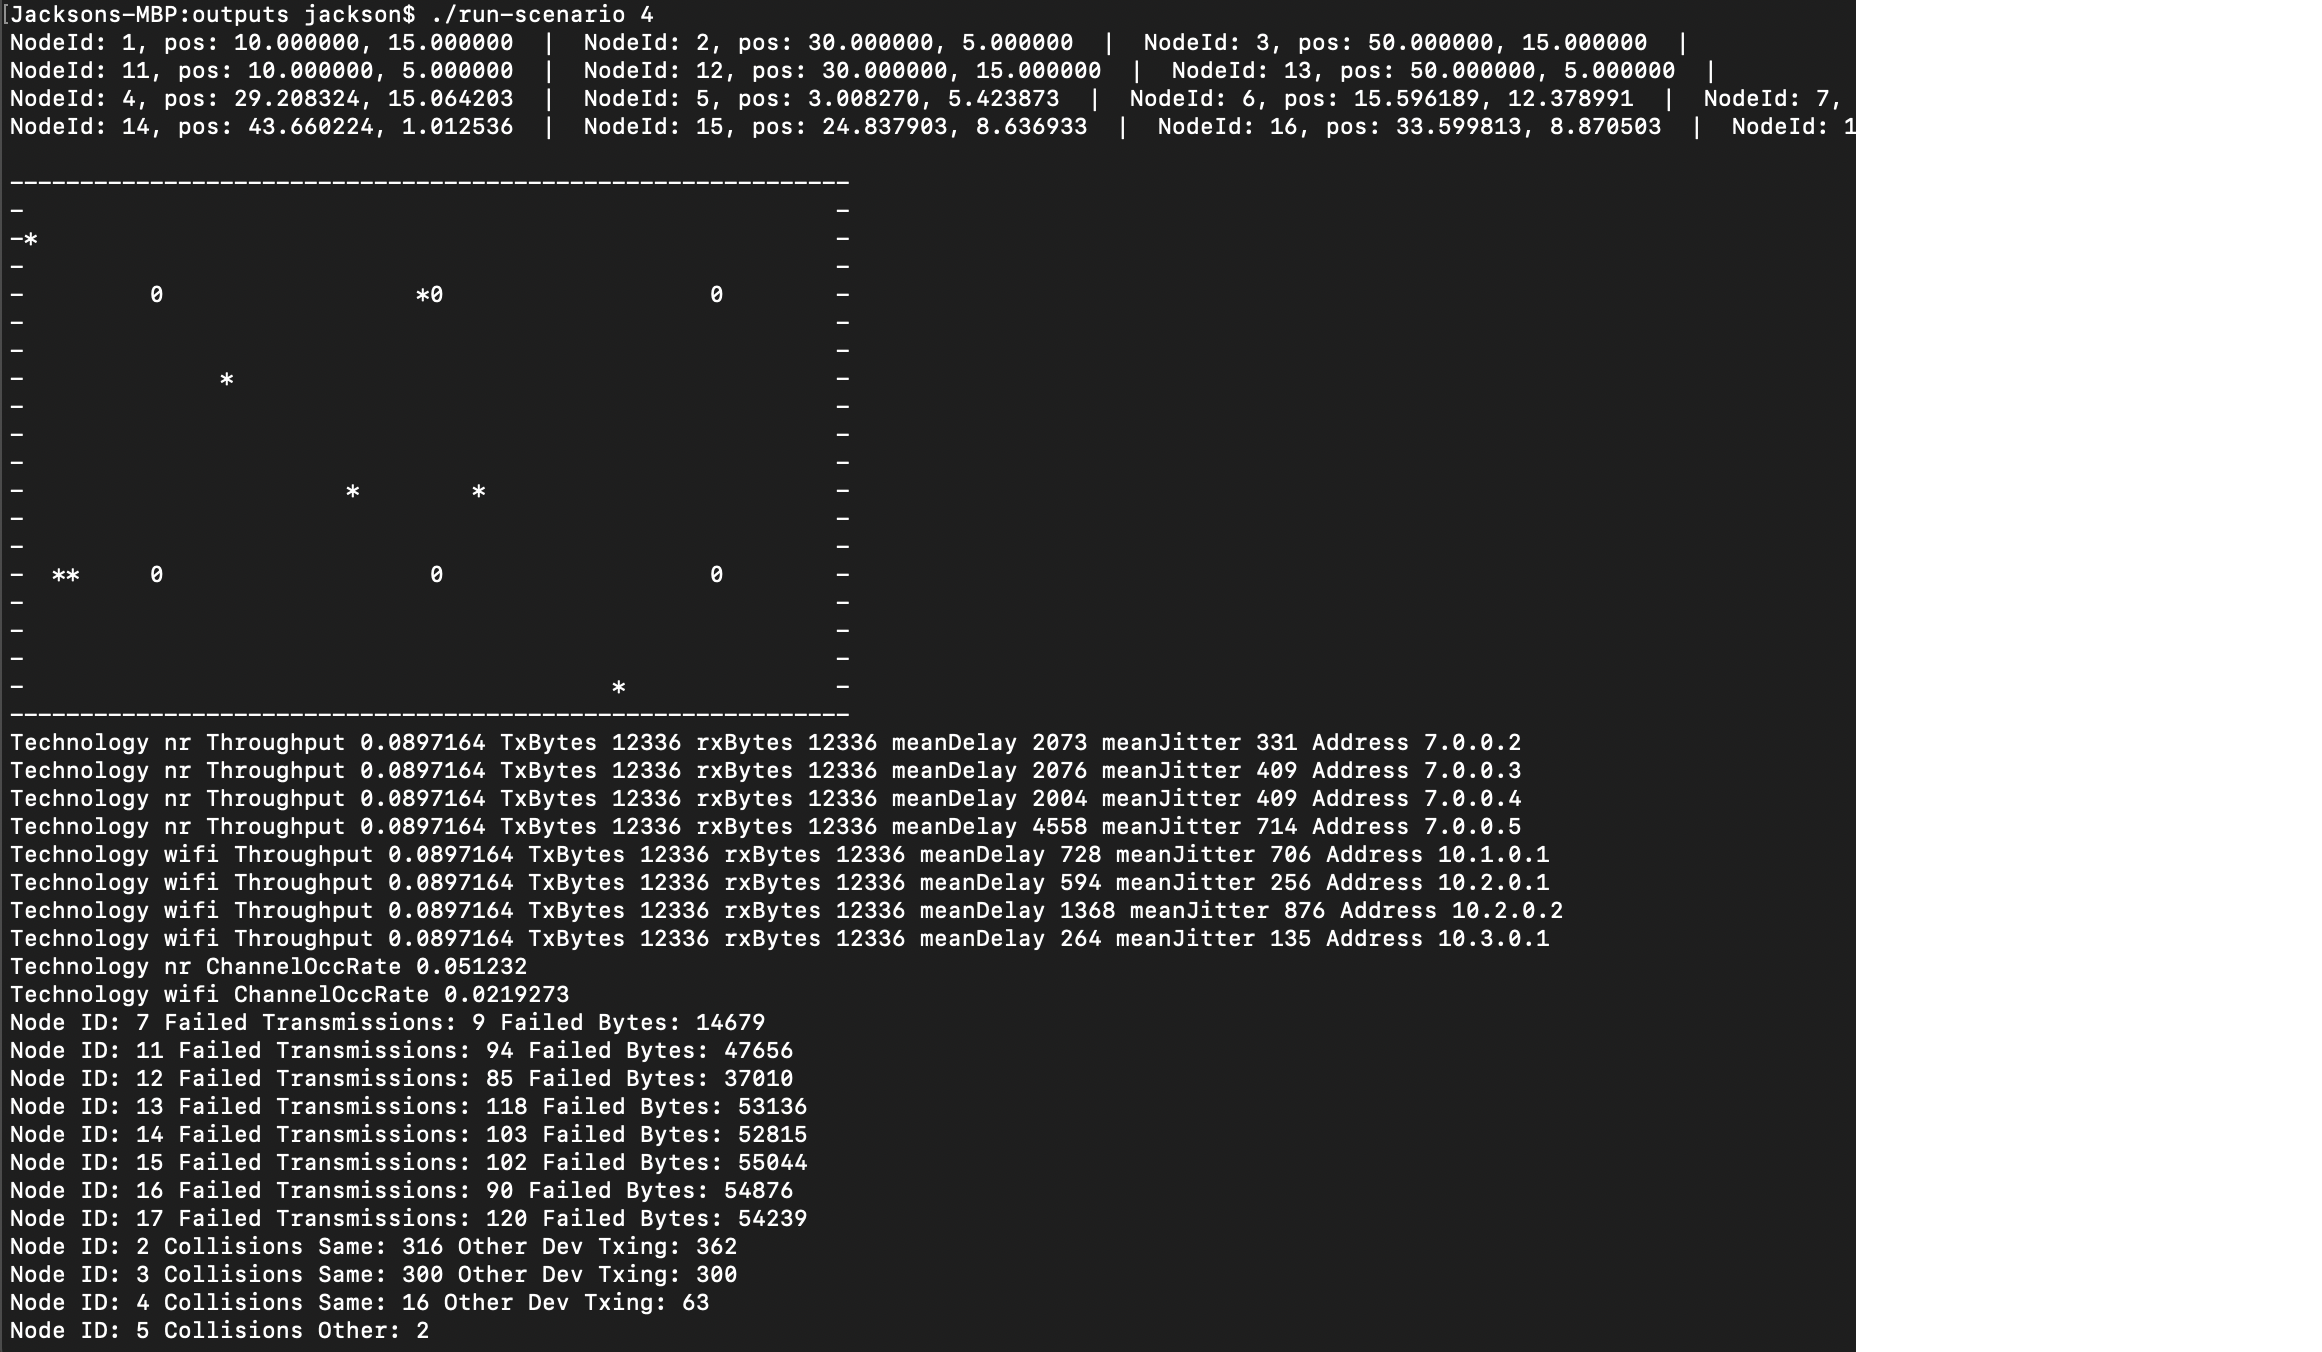 [Jacksons-MBP:outputs jackson$ ./run-scenario 4
NodeId: 1, pos: 10.000000, 15.000000  |  NodeId: 2, pos: 30.000000, 5.000000  |  NodeId: 3, pos: 50.000000, 15.000000  |
NodeId: 11, pos: 10.000000, 5.000000  |  NodeId: 12, pos: 30.000000, 15.000000  |  NodeId: 13, pos: 50.000000, 5.000000  |
NodeId: 4, pos: 29.208324, 15.064203  |  NodeId: 5, pos: 3.008270, 5.423873  |  NodeId: 6, pos: 15.596189, 12.378991  |  NodeId: 7,
NodeId: 14, pos: 43.660224, 1.012536  |  NodeId: 15, pos: 24.837903, 8.636933  |  NodeId: 16, pos: 33.599813, 8.870503  |  NodeId: 1
------------------------------------------------------------
-                                                          -
-*                                                         -
-                                                          -
-         0                  *0                   0        -
-                                                          -
-                                                          -
-              *                                           -
-                                                          -
-                                                          -
-                                                          -
-                       *        *                         -
-                                                          -
-                                                          -
-  **     0                   0                   0        -
-                                                          -
-                                                          -
-                                                          -
-                                          *               -
------------------------------------------------------------
Technology nr Throughput 0.0897164 TxBytes 12336 rxBytes 12336 meanDelay 2073 meanJitter 331 Address 7.0.0.2
Technology nr Throughput 0.0897164 TxBytes 12336 rxBytes 12336 meanDelay 2076 meanJitter 409 Address 7.0.0.3
Technology nr Throughput 0.0897164 TxBytes 12336 rxBytes 12336 meanDelay 2004 meanJitter 409 Address 7.0.0.4
Technology nr Throughput 0.0897164 TxBytes 12336 rxBytes 12336 meanDelay 4558 meanJitter 714 Address 7.0.0.5
Technology wifi Throughput 0.0897164 TxBytes 12336 rxBytes 12336 meanDelay 728 meanJitter 706 Address 10.1.0.1
Technology wifi Throughput 0.0897164 TxBytes 12336 rxBytes 12336 meanDelay 594 meanJitter 256 Address 10.2.0.1
Technology wifi Throughput 0.0897164 TxBytes 12336 rxBytes 12336 meanDelay 1368 meanJitter 876 Address 10.2.0.2
Technology wifi Throughput 0.0897164 TxBytes 12336 rxBytes 12336 meanDelay 264 meanJitter 135 Address 10.3.0.1
Technology nr ChannelOccRate 0.051232
Technology wifi ChannelOccRate 0.0219273
Node ID: 7 Failed Transmissions: 9 Failed Bytes: 14679
Node ID: 11 Failed Transmissions: 94 Failed Bytes: 47656
Node ID: 12 Failed Transmissions: 85 Failed Bytes: 37010
Node ID: 13 Failed Transmissions: 118 Failed Bytes: 53136
Node ID: 14 Failed Transmissions: 103 Failed Bytes: 52815
Node ID: 15 Failed Transmissions: 102 Failed Bytes: 55044
Node ID: 16 Failed Transmissions: 90 Failed Bytes: 54876
Node ID: 17 Failed Transmissions: 120 Failed Bytes: 54239
Node ID: 2 Collisions Same: 316 Other Dev Txing: 362
Node ID: 3 Collisions Same: 300 Other Dev Txing: 300
Node ID: 4 Collisions Same: 16 Other Dev Txing: 63
Node ID: 5 Collisions Other: 2